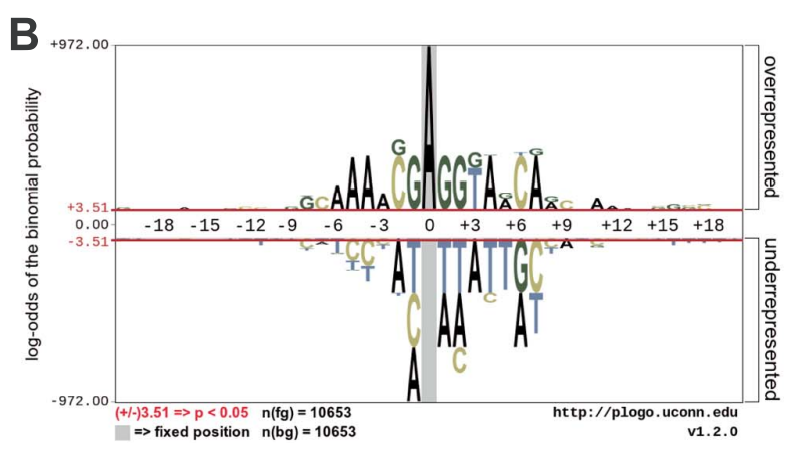 B
+972.00
overrepresented
log-odds of the binomial probability
+3.51
0.00 -18 -15 -12 -9 -6 -3 0 +3 +6 +9 +12 +15 +18
-3.51
underrepresented
-972.00
(+/-)3.51 => p < 0.05 n(fg) = 10653 http://plogo.uconn.edu
=> fixed position n(bg) = 10653 v1.2.0